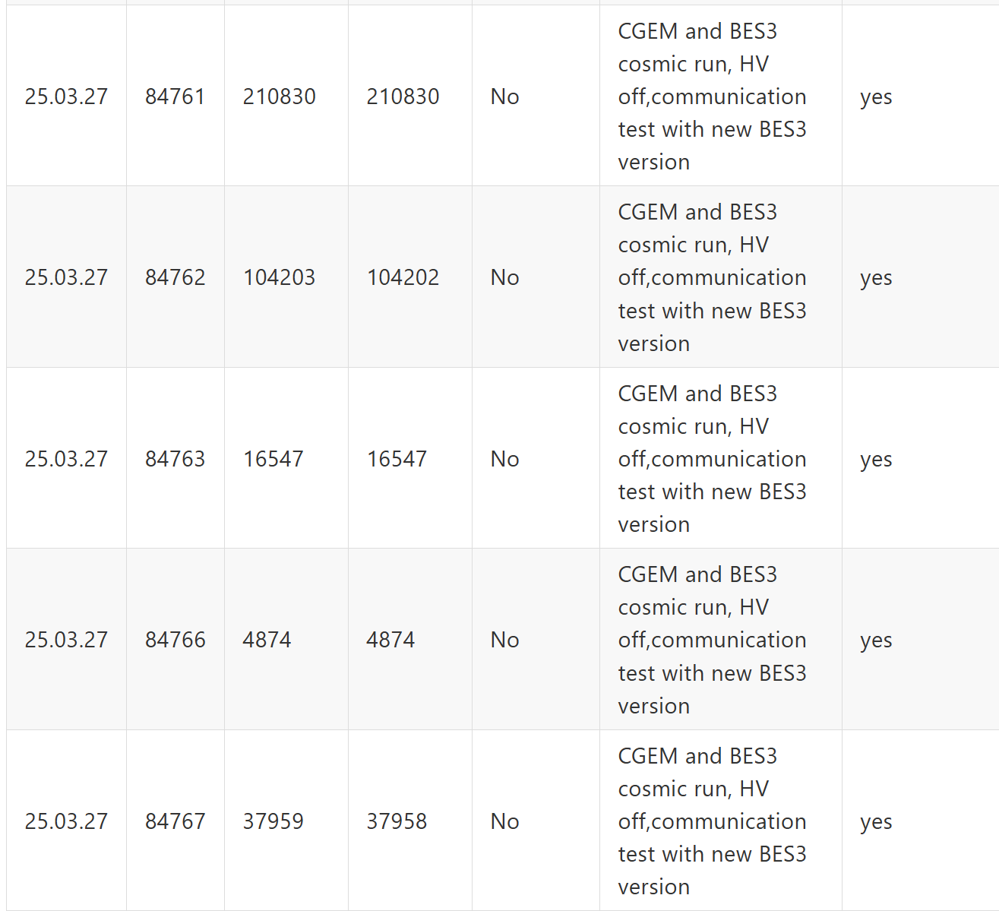 CGEM and BES3
cosmic run, HV
25.03.27 84761 210830 210830 No off,communication yes
test with new BES3
version
CGEM and BES3
cosmic run, HV
25.03.27 84762 104203 104202 No off,communication yes
test with new BES3
version
CGEM and BES3
cosmic run, HV
25.03.27 84763 16547 16547 No off,communication yes
test with new BES3
version
CGEM and BES3
cosmic run, HV
25.03.27 84766 4874 4874 No off,communication yes
test with new BES3
version
CGEM and BES3
cosmic run, HV
25.03.27 84767 37959 37958 No off,communication yes
test with new BES3
version